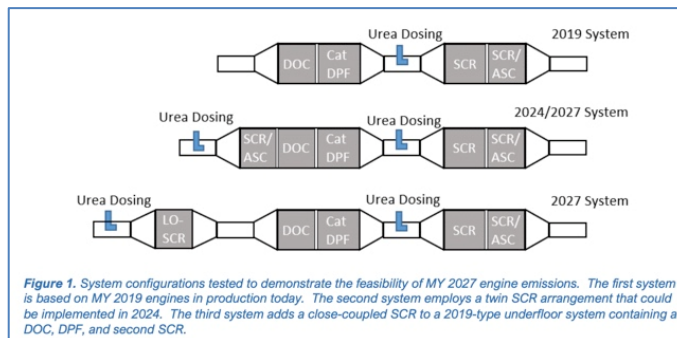 Urea Dosing
2019 System
DOC
Cat
DPF
SCR
SCR/
ASC
Urea Dosing
Urea Dosing
2024/2027 System
SCR/
ASC
DOC
Cat
DPF
SCR
SCR/
ASC
Urea Dosing
Urea Dosing
2027 System
LO-
SCR
DOC
Cat
DPF
SCR
SCR/
ASC
Figure 1. System configurations tested to demonstrate the feasibility of MY 2027 engine emissions. The first system
is based on MY 2019 engines in production today. The second system employs a twin SCR arrangement that could
be implemented in 2024. The third system adds a close-coupled SCR to a 2019-type underfloor system containing a
DOC, DPF, and second SCR.